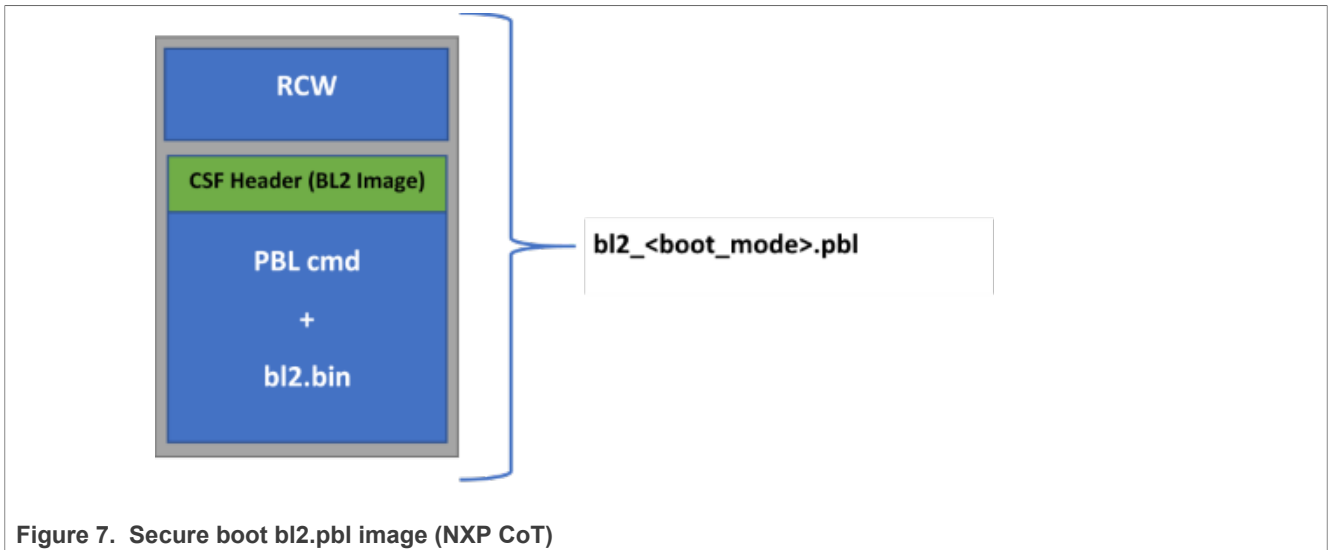 RCW
CSF Header (BL2 Image)
PBL cmd
+
bl2.bin
bl2_<boot_mode>.pbl
Figure 7. Secure boot bl2.pbl image (NXP CoT)